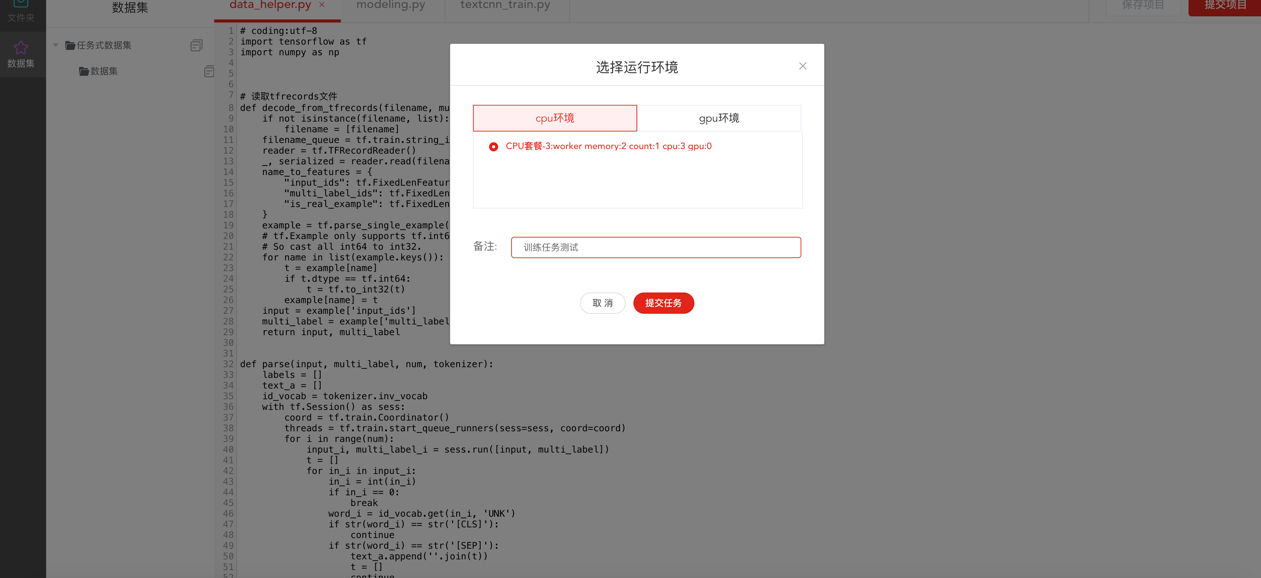 文件夹
数据集
数据集
任务式数据集
数据集
data_helper.py ×
modeling.py
textcnn_train.py
保存项目
提交项目
1 # coding:utf-8
2 import tensorflow as tf
3 import numpy as np
4
5
6
7 # 读取tfrecords文件
8 def decode_from_tfrecords(filename, mu
9 if not isinstance(filename, list):
10 filename = [filename]
11 filename_queue = tf.train.string_i
12 reader = tf.TFRecordReader()
13 _, serialized = reader.read(filena
14 name_to_features = {
15 "input_ids": tf.FixedLenFeatur
16 "multi_label_ids": tf.FixedLen
17 "is_real_example": tf.FixedLen
18 }
19 example = tf.parse_single_example(
20 # tf.Example only supports tf.int6
21 # So cast all int64 to int32.
22 for name in list(example.keys()):
23 t = example[name]
24 if t.dtype == tf.int64:
25 t = tf.to_int32(t)
26 example[name] = t
27 input = example['input_ids']
28 multi_label = example['multi_label
29 return input, multi_label
30
31
32 def parse(input, multi_label, num, tokenizer):
33 labels = []
34 text_a = []
35 id_vocab = tokenizer.inv_vocab
36 with tf.Session() as sess:
37 coord = tf.train.Coordinator()
38 threads = tf.train.start_queue_runners(sess=sess, coord=coord)
39 for i in range(num):
40 input_i, multi_label_i = sess.run([input, multi_label])
41 t = []
42 for in_i in input_i:
43 in_i = int(in_i)
44 if in_i == 0:
45 break
46 word_i = id_vocab.get(in_i, 'UNK')
47 if str(word_i) == str('[CLS]'):
48 continue
49 if str(word_i) == str('[SEP]'):
50 text_a.append(''.join(t))
51 t = []
52 continue
选择运行环境
×
cpu环境
gpu环境
CPU套餐-3:worker memory:2 count:1 cpu:3 gpu:0
备注:
训练任务测试
取 消
提交任务